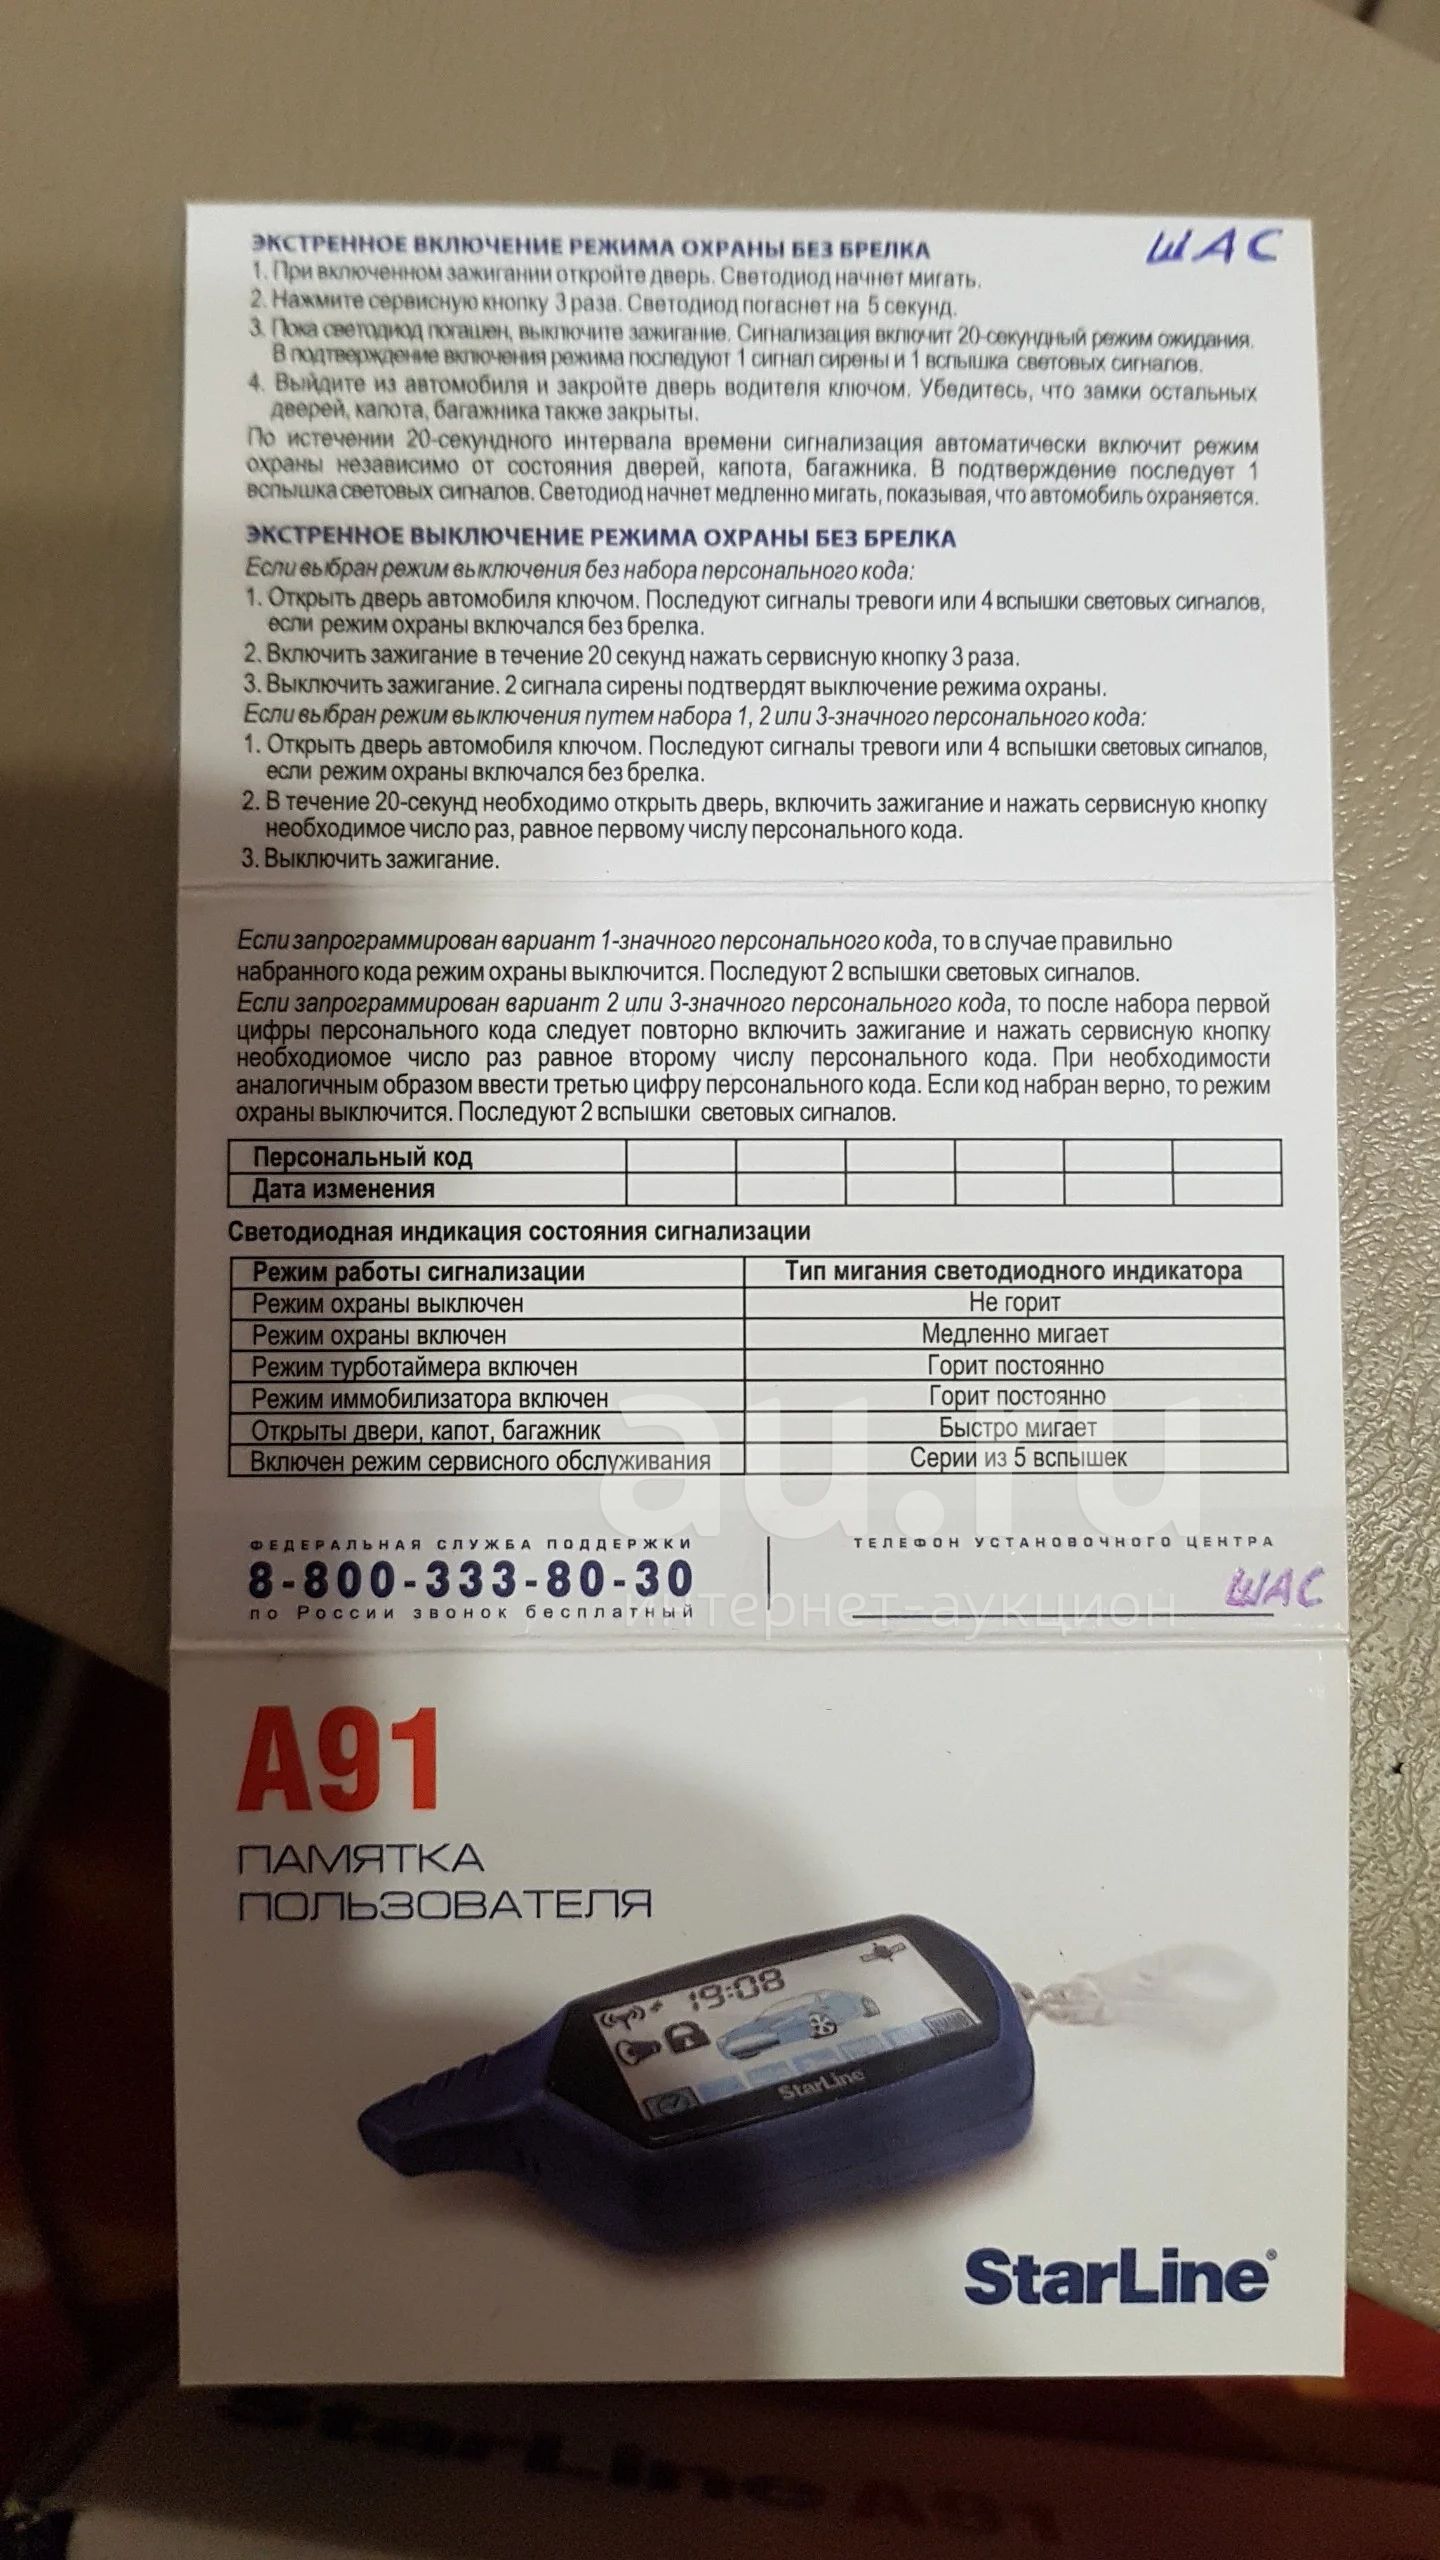 ШАС
ЭКСТРЕННОЕ ВКЛЮЧЕНИЕ РЕЖИМА ОХРАНЫ БЕЗ БРЕЛКА
1. При включенном зажигании откройте дверь. Светодиод начнет мигать.
2. Нажмите сервисную кнопку 3 раза. Светодиод погаснет на 5 секунд.
3. Пока светодиод погашен, выключите зажигание. Сигнализация включит 20-секундный режим ожидания.
В подтверждение включения режима последуют 1 сигнал сирены и 1 вспышка световых сигналов.
4. Выйдите из автомобиля и закройте дверь водителя ключом. Убедитесь, что замки остальных
дверей, капота, багажника также закрыты.
По истечении 20-секундного интервала времени сигнализация автоматически включит режим
охраны независимо от состояния дверей, капота, багажника. В подтверждение последует 1
вспышка световых сигналов. Светодиод начнет медленно мигать, показывая, что автомобиль охраняется.
ЭКСТРЕННОЕ ВЫКЛЮЧЕНИЕ РЕЖИМА ОХРАНЫ БЕЗ БРЕЛКА
Если выбран режим выключения без набора персонального кода:
1. Открыть дверь автомобиля ключом. Последуют сигналы тревоги или 4 вспышки световых сигналов,
если режим охраны включался без брелка.
2. Включить зажигание в течение 20 секунд нажать сервисную кнопку 3 раза.
3. Выключить зажигание. 2 сигнала сирены подтвердят выключение режима охраны.
Если выбран режим выключения путем набора 1, 2 или 3-значного персонального кода:
1. Открыть дверь автомобиля ключом. Последуют сигналы тревоги или 4 вспышки световых сигналов,
если режим охраны включался без брелка.
2. В течение 20-секунд необходимо открыть дверь, включить зажигание и нажать сервисную кнопку
необходимое число раз, равное первому числу персонального кода.
3. Выключить зажигание.
Если запрограммирован вариант 1-значного персонального кода, то в случае правильно
набранного кода режим охраны выключится. Последуют 2 вспышки световых сигналов.
Если запрограммирован вариант 2 или 3-значного персонального кода, то после набора первой
цифры персонального кода следует повторно включить зажигание и нажать сервисную кнопку
необходиомое число раз равное второму числу персонального кода. При необходимости
аналогичным образом ввести третью цифру персонального кода. Если код набран верно, то режим
охраны выключится. Последуют 2 вспышки световых сигналов.
Персональный код
Дата изменения
Светодиодная индикация состояния сигнализации
Режим работы сигнализации Тип мигания светодиодного индикатора
Режим охраны выключен Не горит
Режим охраны включен Медленно мигает
Режим турботаймера включен Горит постоянно
Режим иммобилизатора включен Горит постоянно
Открыты двери, капот, багажник Быстро мигает
Включен режим сервисного обслуживания Серии из 5 вспышек
au.ru
интернет-аукцион
ФЕДЕРАЛЬНАЯ СЛУЖБА ПОДДЕРЖКИ
8-800-333-80-30
по России звонок бесплатный
ТЕЛЕФОН УСТАНОВОЧНОГО ЦЕНТРА
ШАС
A91
ПАМЯТКА
ПОЛЬЗОВАТЕЛЯ
19:08
StarLine
StarLine®
StarLine A91